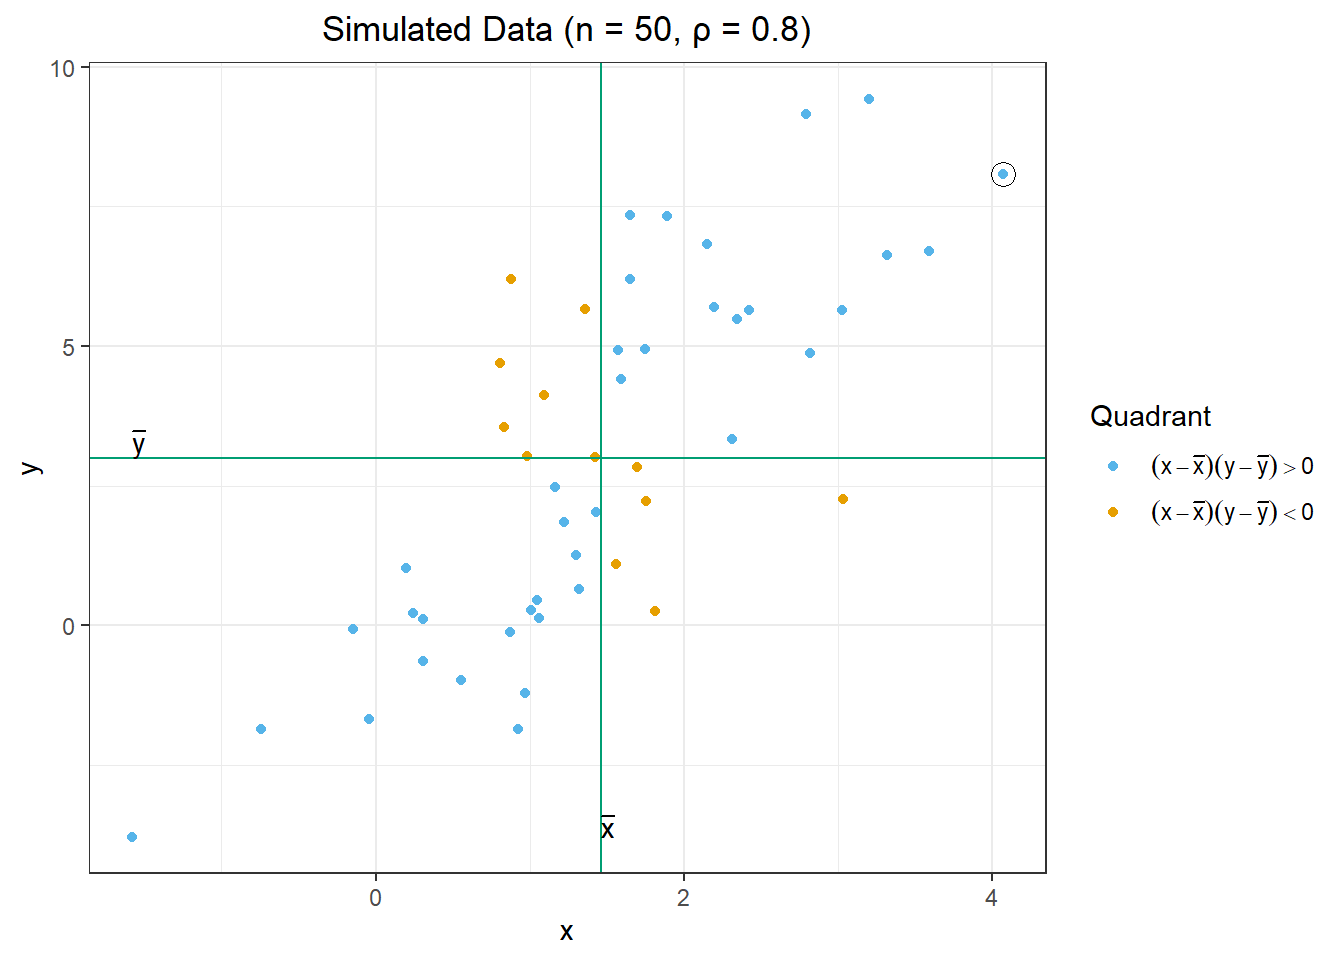 Simulated Data (n = 50, ρ = 0.8)
10
5
0
y
y̅
x̅
0
2
4
x
Quadrant
(x − x̅)(y − y̅) > 0
(x − x̅)(y − y̅) < 0